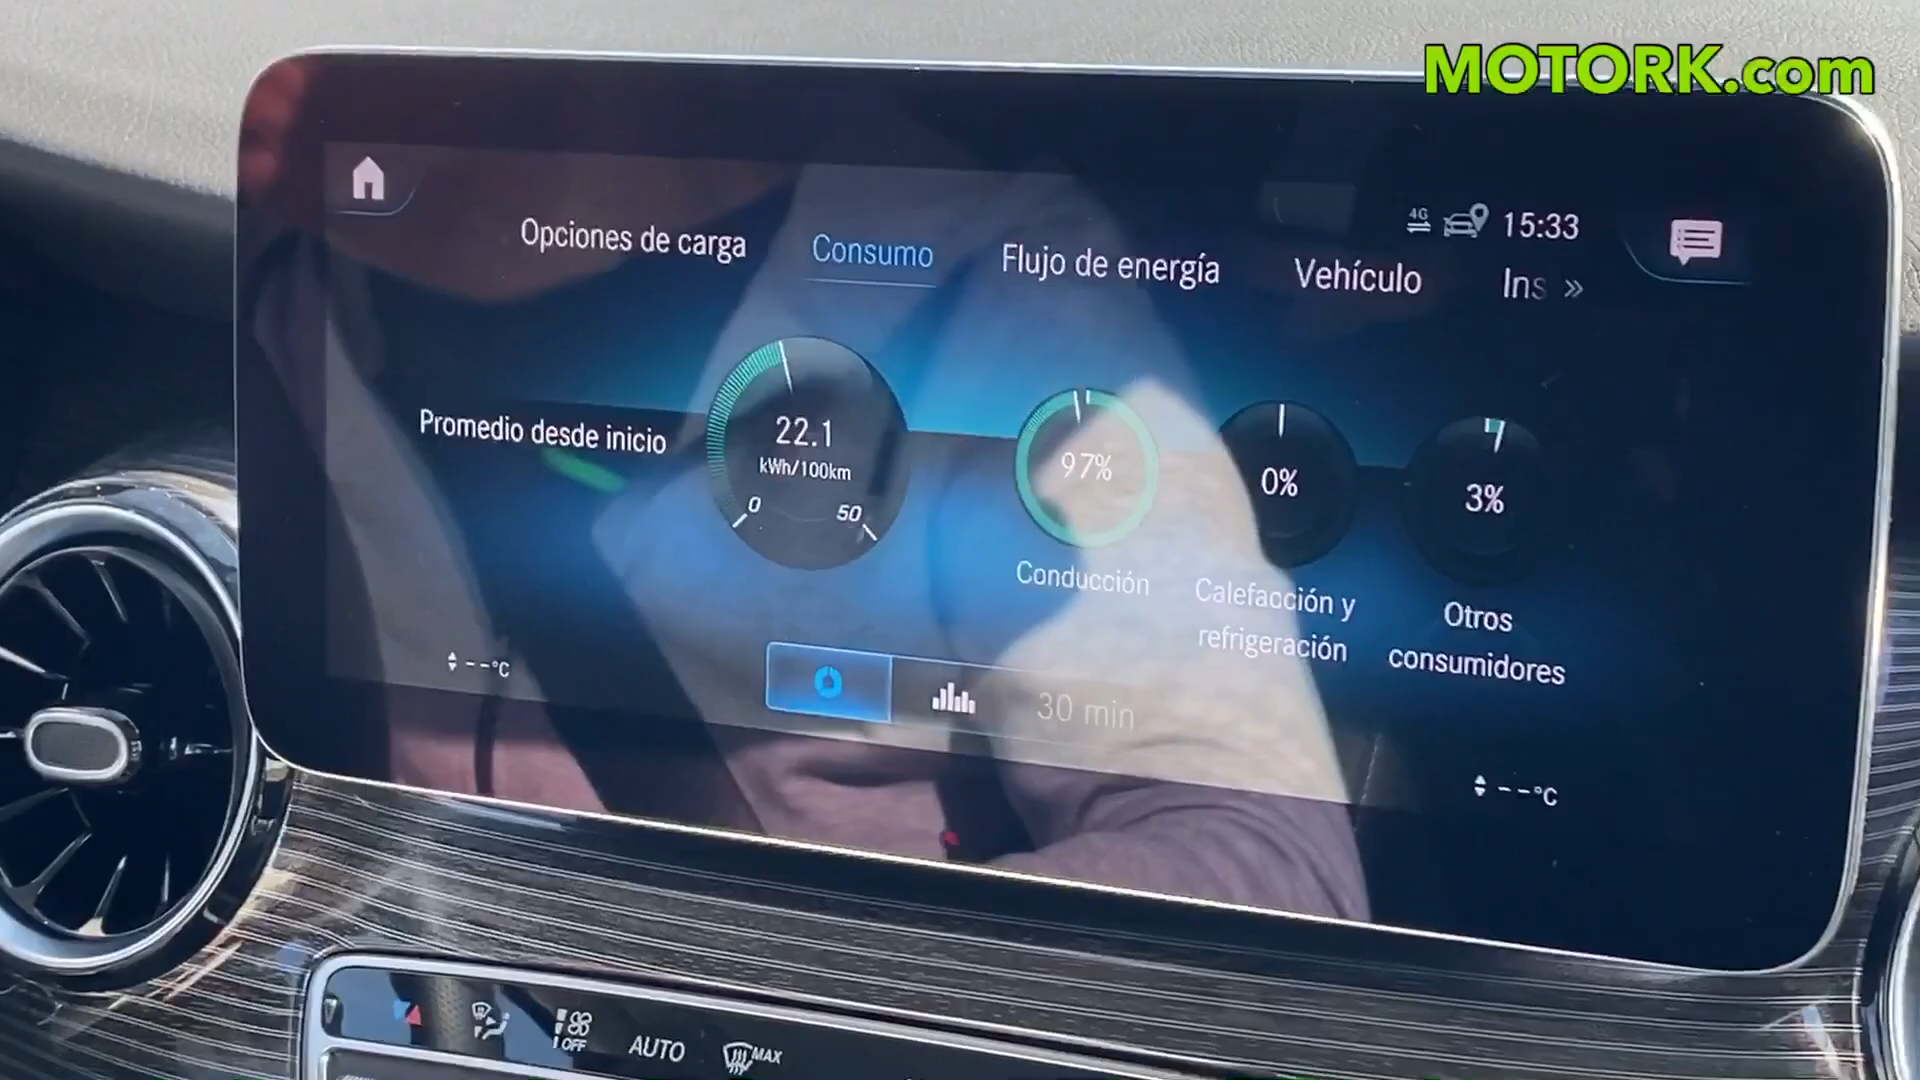 MOTORK.com
4G 15:33
Opciones de carga Consumo Flujo de energía Vehículo Ins »
Promedio desde inicio
22.1
kWh/100km
0 50
97%
Conducción
0%
Calefacción y
refrigeración
3%
Otros
consumidores
--°C
30 min
--°C
OFF
AUTO
MAX